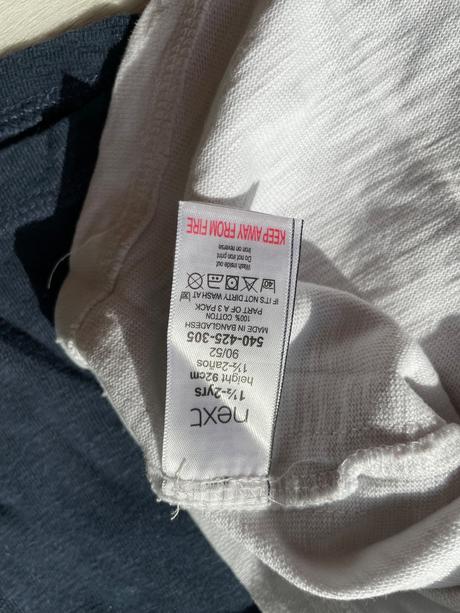 next
1½-2yrs
height 92cm
1½-2años
90/52
540-425-305
MADE IN BANGLADESH
100% COTTON
PART OF A 3 PACK
IF IT'S NOT DIRTY WASH AT
40
Wash inside out
Do not iron print
Iron on reverse
KEEP AWAY FROM FIRE